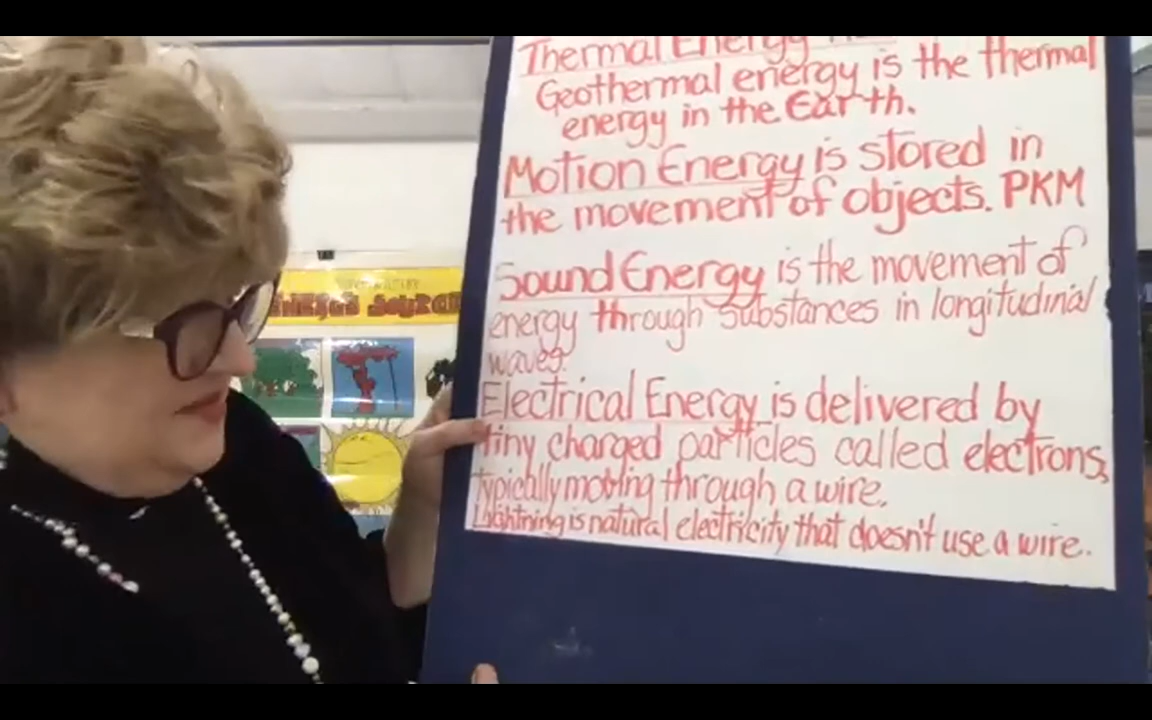 Thermal Energy
Geothermal energy is the thermal
energy in the Earth.
Motion Energy is stored in
the movement of objects. PKM
Sound Energy is the movement of
energy through substances in longitudinal
waves.
Electrical Energy is delivered by
tiny charged particles called electrons,
typically moving through a wire.
Lightning is natural electricity that doesn't use a wire.